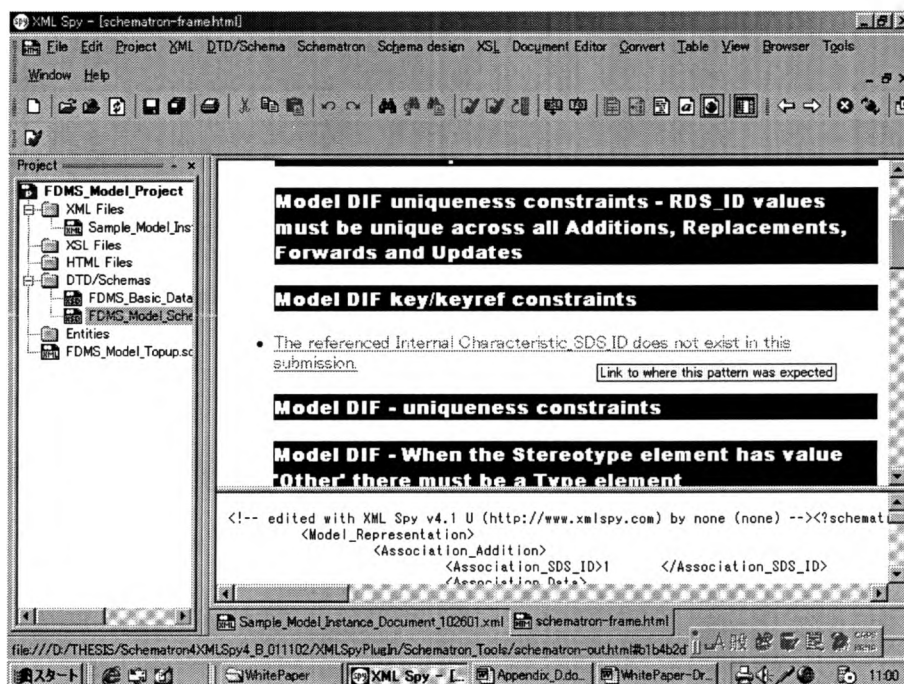 XML Spy - [schematron-frame.html]
File Edit Project XML DTD/Schema Schematron Schema design XSL Document Editor Convert Table View Browser Tools
Window Help
Project
FDMS_Model_Project
XML Files
Sample_Model_Ins
XSL Files
HTML Files
DTD/Schemas
FDMS_Basic_Data
FDMS_Model_Sche
Entities
FDMS_Model_Topup.sc
Model DIF uniqueness constraints - RDS_ID values
must be unique across all Additions, Replacements,
Forwards and Updates
Model DIF key/keyref constraints
• The referenced Internal Characteristic_SDS_ID does not exist in this
submission.
Link to where this pattern was expected
Model DIF - uniqueness constraints
Model DIF - When the Stereotype element has value
'Other' there must be a Type element
<!-- edited with XML Spy v4.1 U (http://www.xmlspy.com) by none (none) --><?schemat
<Model_Representation>
<Association_Addition>
<Association_SDS_ID>1 </Association_SDS_ID>
<Association_Data>
Sample_Model_Instance_Document_102601.xml schematron-frame.html
file:///D:/THESIS/Schematron4XMLSpy4_B_011102/XMLSpyPlugIn/Schematron_Tools/schematron-out.html#b1b4b2d
スタート WhitePaper XML Spy - [... Appendix_D.do... WhitePaper-Dr... 11:00